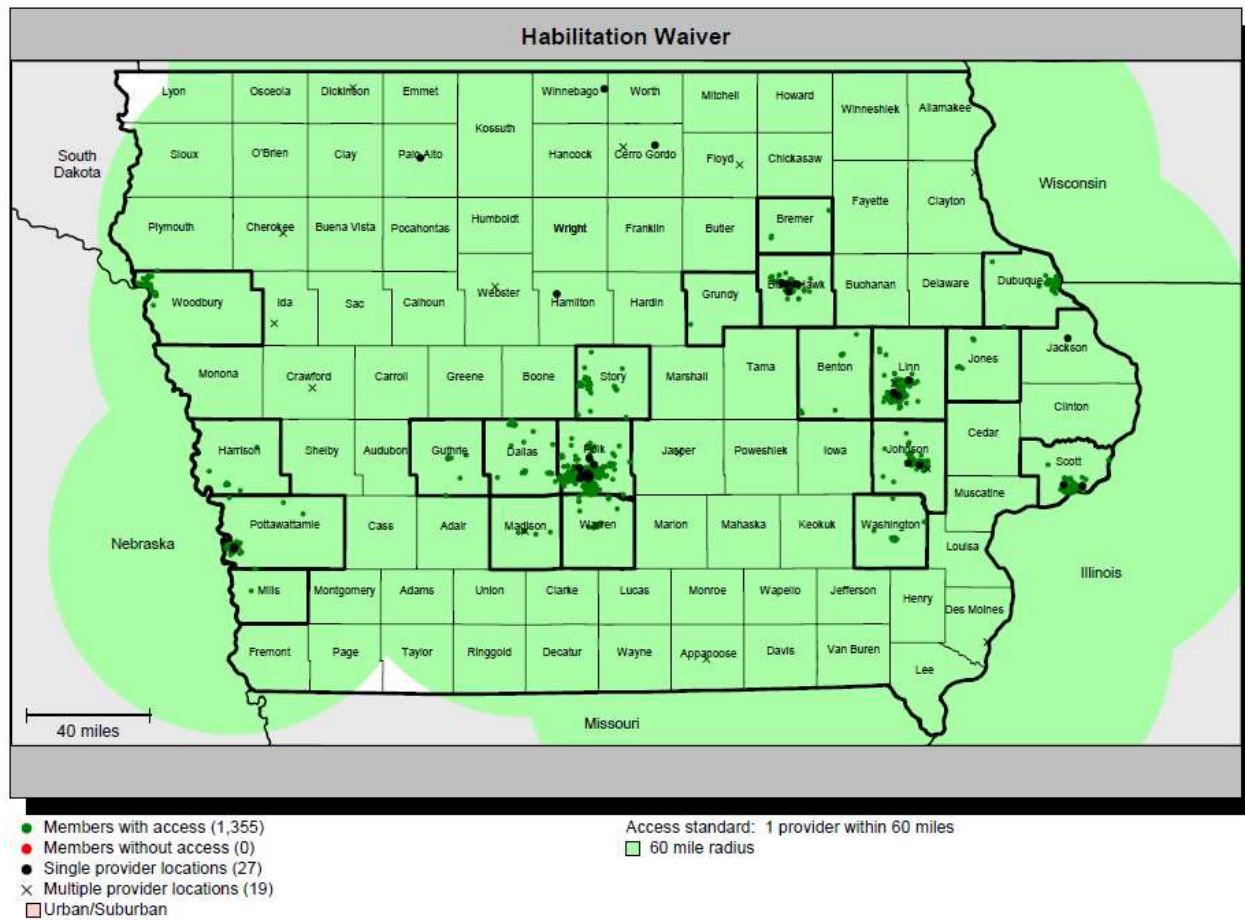 Habilitation Waiver
Lyon Osceola Dickinson Emmet Winnebago Worth Mitchell Howard Winneshiek Allamakee
Kossuth
South Dakota Sioux O'Brien Clay Palo Alto Hancock Cerro Gordo Floyd Chickasaw
Wisconsin
Plymouth Cherokee Buena Vista Pocahontas Humboldt Wright Franklin Butler Bremer Fayette Clayton
Woodbury Ida Sac Calhoun Webster Hamilton Hardin Grundy Black Hawk Buchanan Delaware Dubuque
Monona Crawford Carroll Greene Boone Story Marshall Tama Benton Linn Jones Jackson
Clinton
Harrison Shelby Audubon Guthrie Dallas Polk Jasper Poweshiek Iowa Johnson Cedar Scott
Muscatine
Nebraska Pottawattamie Cass Adair Madison Warren Marion Mahaska Keokuk Washington Louisa
Illinois
Mills Montgomery Adams Union Clarke Lucas Monroe Wapello Jefferson Henry Des Moines
Fremont Page Taylor Ringgold Decatur Wayne Appanoose Davis Van Buren Lee
40 miles
Missouri
Members with access (1,355)
Members without access (0)
Single provider locations (27)
Multiple provider locations (19)
Urban/Suburban
Access standard: 1 provider within 60 miles
60 mile radius